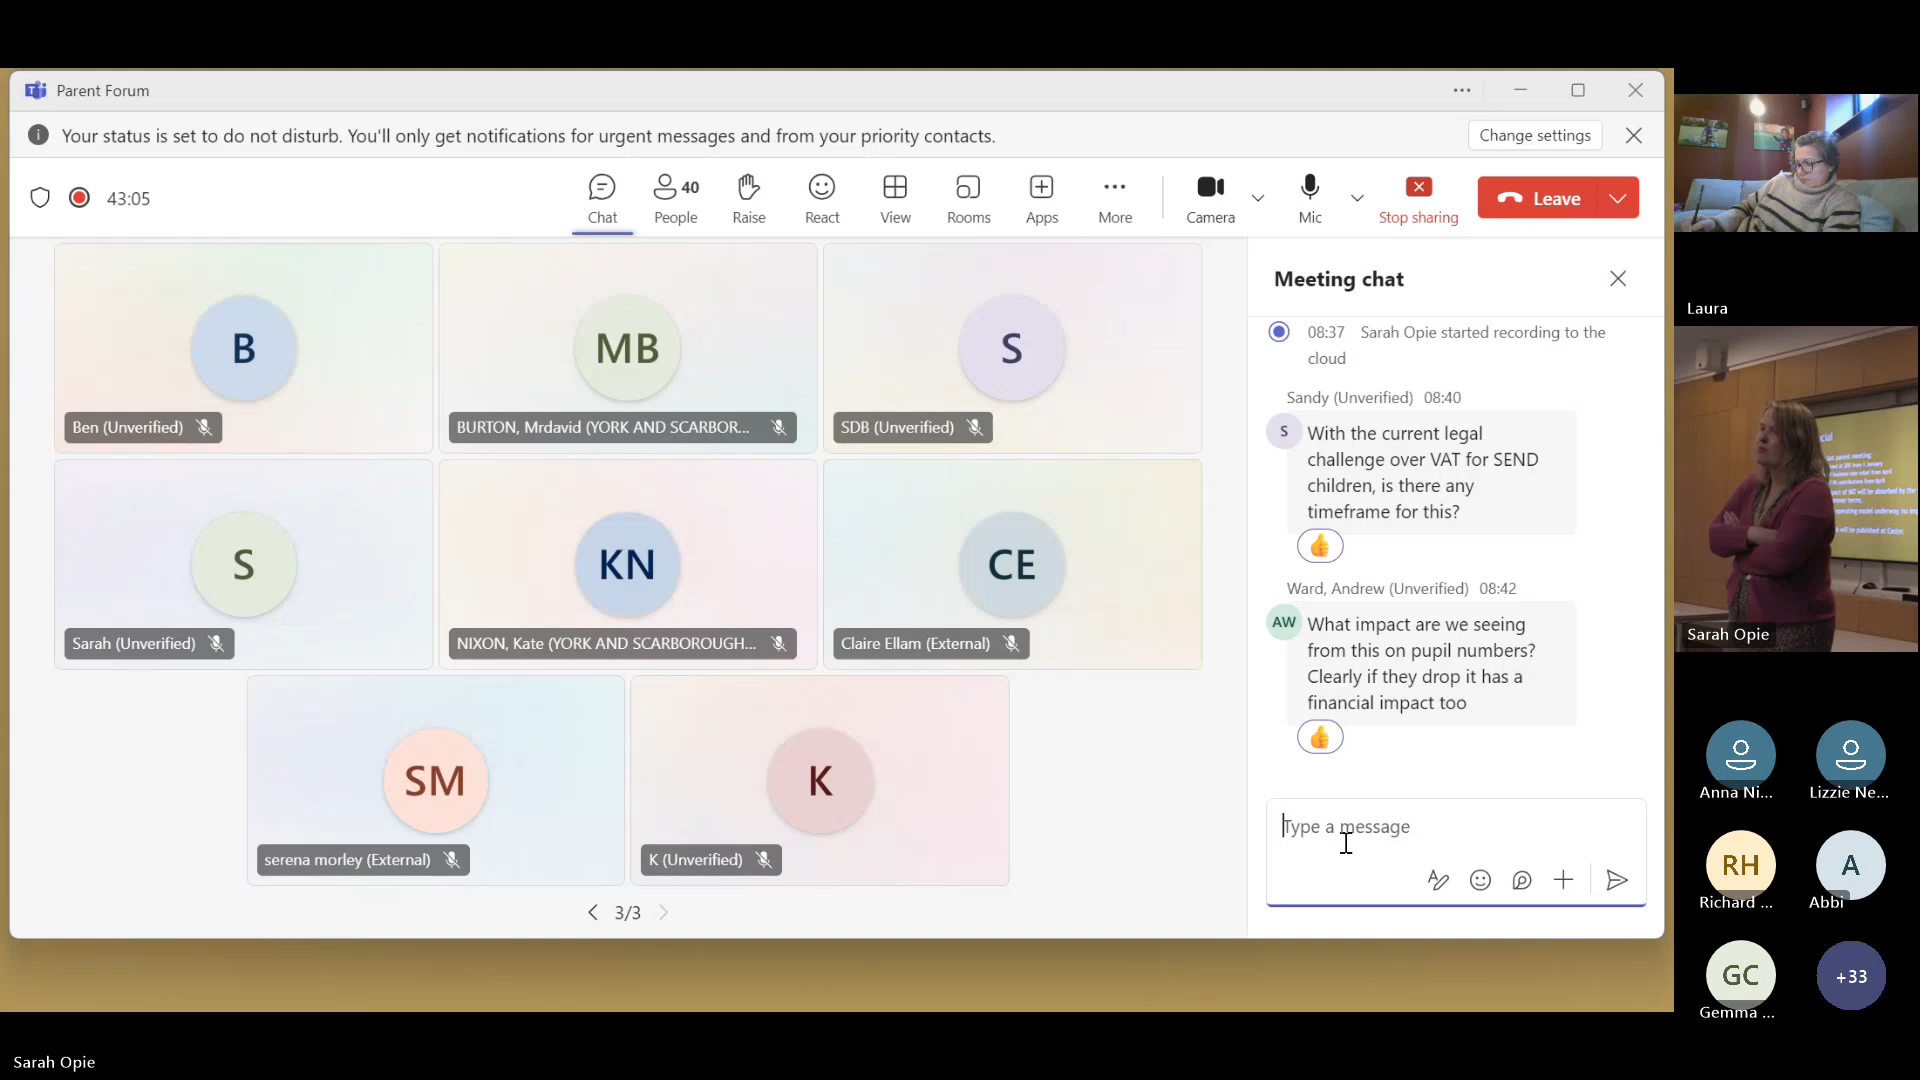 Parent Forum
Your status is set to do not disturb. You'll only get notifications for urgent messages and from your priority contacts.
Change settings
43:05
Chat
People
40
Raise
React
View
Rooms
Apps
More
Camera
Mic
Stop sharing
Leave
B
Ben (Unverified)
MB
BURTON, Mrdavid (YORK AND SCARBOR...
S
SDB (Unverified)
S
Sarah (Unverified)
KN
NIXON, Kate (YORK AND SCARBOROUGH...
CE
Claire Ellam (External)
SM
serena morley (External)
K
K (Unverified)
3/3
Meeting chat
08:37 Sarah Opie started recording to the
cloud
Sandy (Unverified) 08:40
S
With the current legal
challenge over VAT for SEND
children, is there any
timeframe for this?
Ward, Andrew (Unverified) 08:42
AW
What impact are we seeing
from this on pupil numbers?
Clearly if they drop it has a
financial impact too
Type a message
Laura
Sarah Opie
Anna Ni...
Lizzie Ne...
RH
Richard ...
A
Abbi
GC
Gemma ...
+33
Sarah Opie